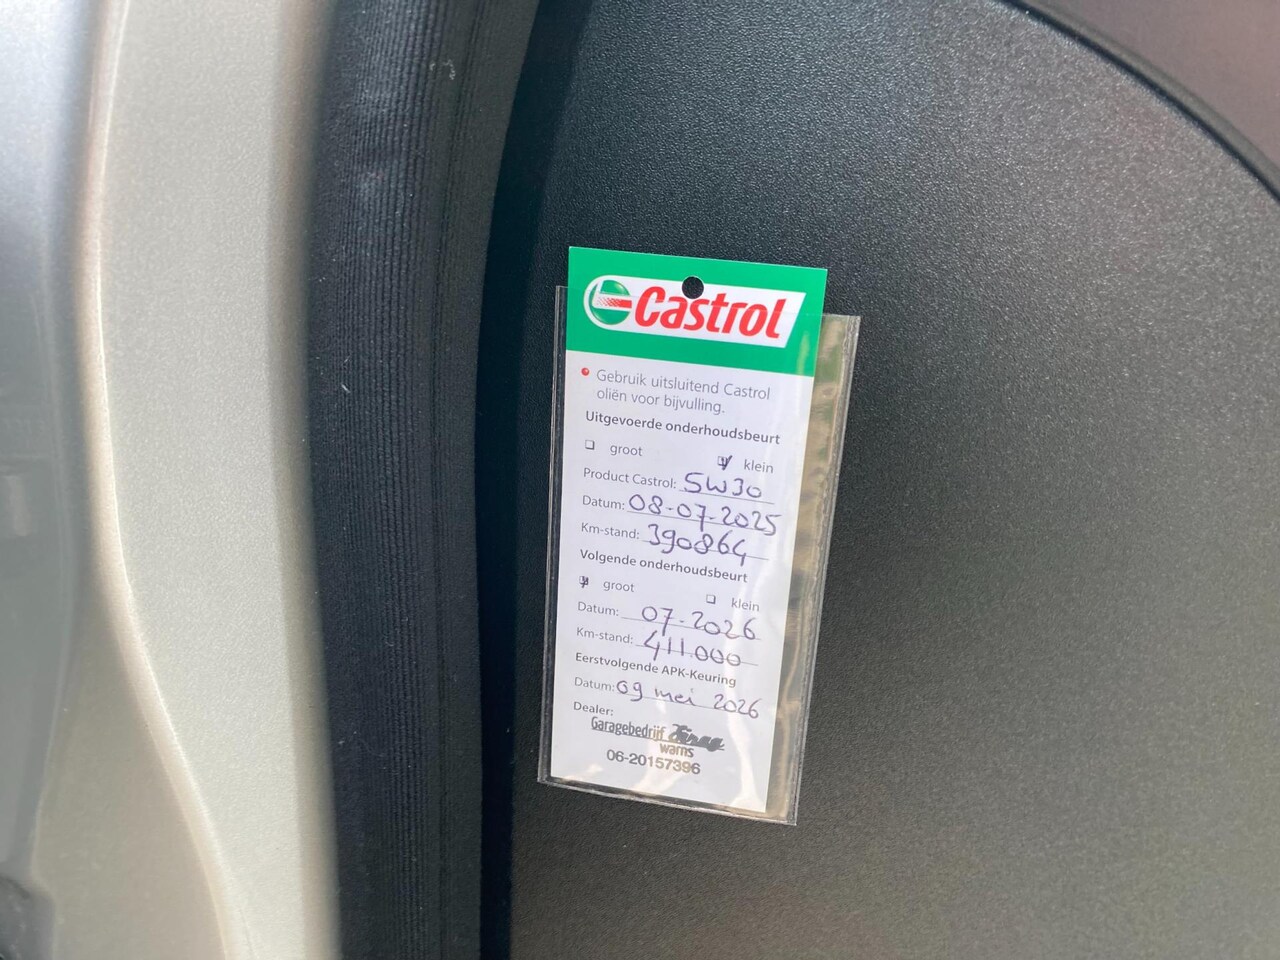 Castrol
Gebruik uitsluitend Castrol
oliën voor bijvulling.
Uitgevoerde onderhoudsbeurt
groot klein
Product Castrol: 5W30
Datum: 08-07-2025
Km-stand: 390864
Volgende onderhoudsbeurt
groot klein
Datum: 07-2026
Km-stand: 411.000
Eerstvolgende APK-Keuring
Datum: 09 mei 2026
Dealer:
Garagebedrijf
warns
06-20157396